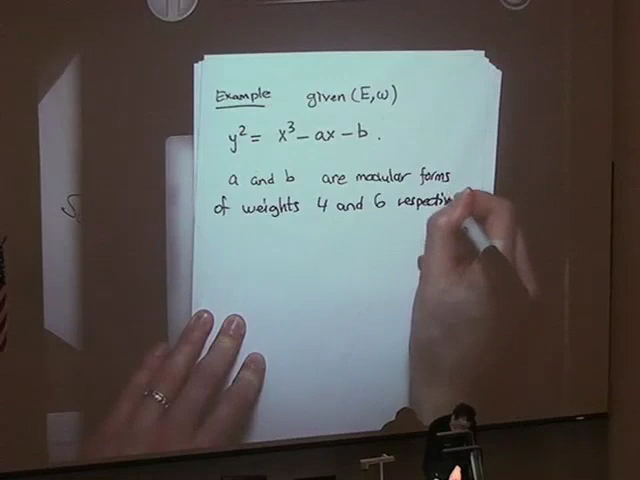 Example given (E,ω)
y² = x³ – ax – b .
a and b are modular forms
of weights 4 and 6